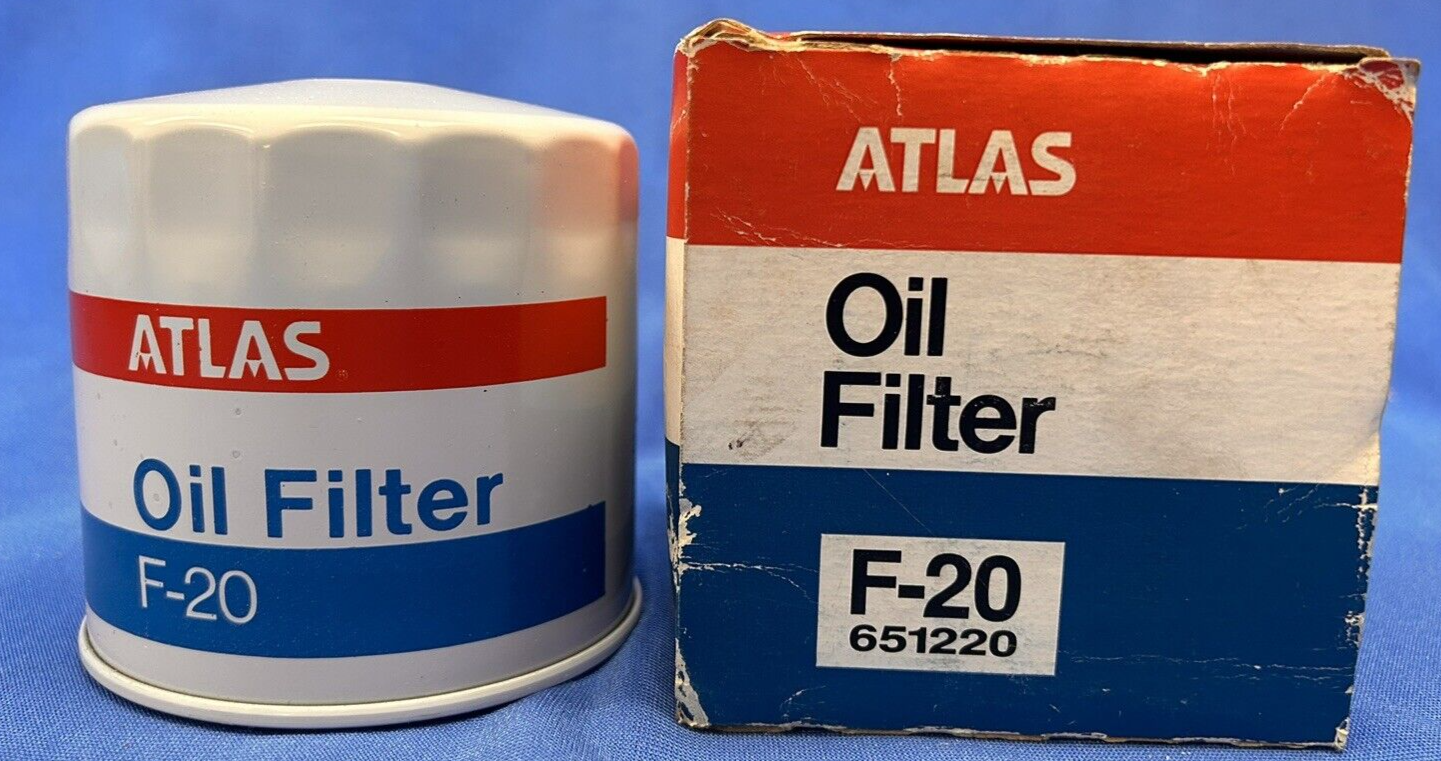 ATLAS
Oil Filter
F-20
ATLAS
Oil
Filter
F-20
651220